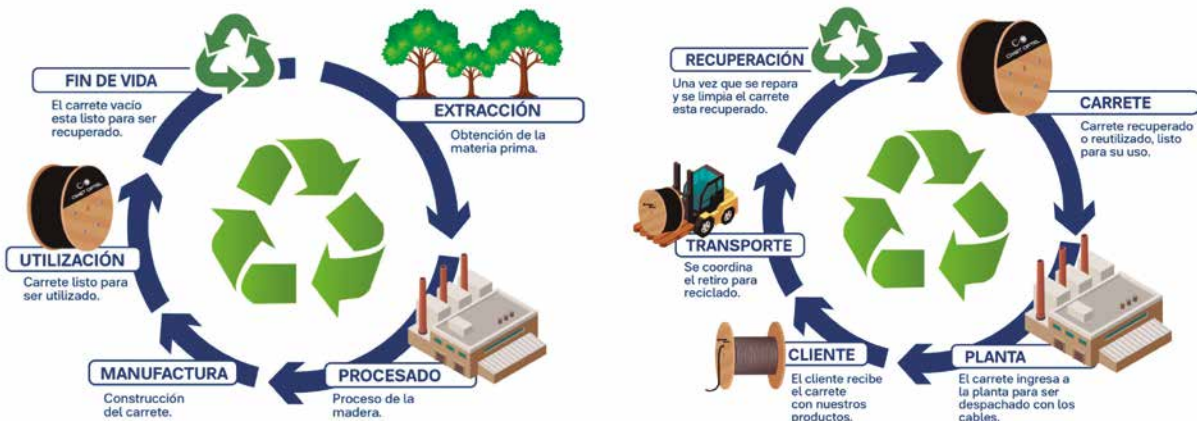 FIN DE VIDA
El carrete vacío
esta listo para ser
recuperado.
EXTRACCIÓN
Obtención de la
materia prima.
UTILIZACIÓN
Carrete listo para
ser utilizado.
MANUFACTURA
Construcción
del carrete.
PROCESADO
Proceso de la
madera.
RECUPERACIÓN
Una vez que se repara
y se limpia el carrete
esta recuperado.
CARRETE
Carrete recuperado
o reutilizado, listo
para su uso.
TRANSPORTE
Se coordina
el retiro para
reciclado.
CLIENTE
El cliente recibe
el carrete
con nuestros
productos.
PLANTA
El carrete ingresa a
la planta para ser
despachado con los
cables.